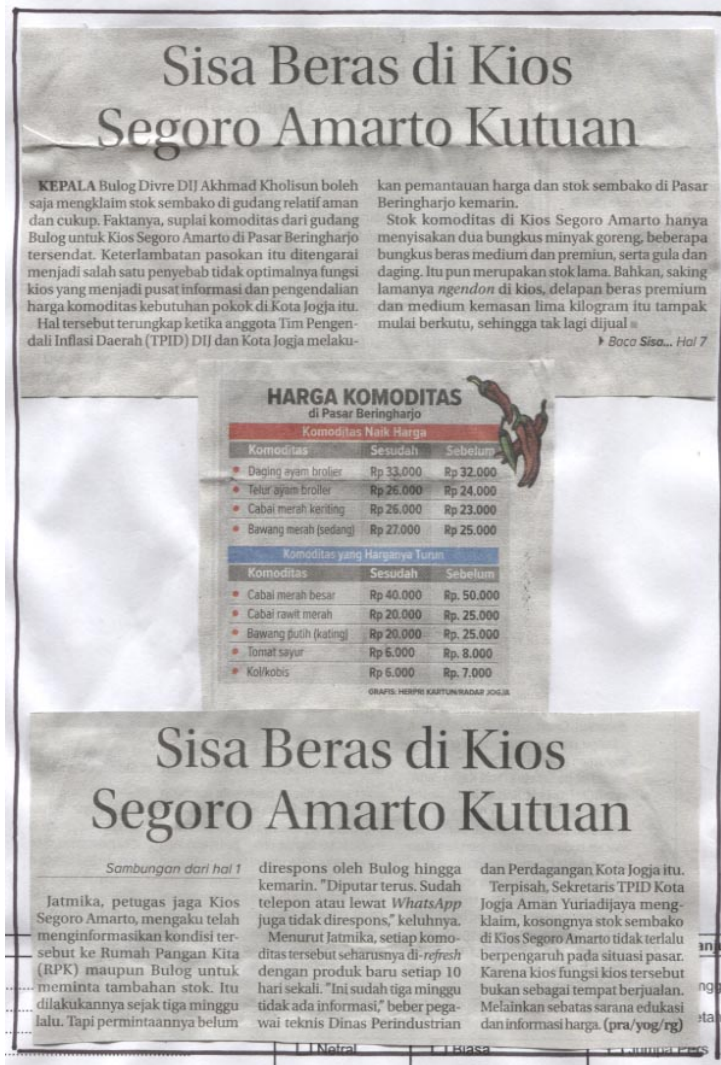 Sisa Beras di Kios
Segoro Amarto Kutuan
KEPALA Bulog Divre DIJ Akhmad Kholisun boleh
saja mengklaim stok sembako di gudang relatif aman
dan cukup. Faktanya, suplai komoditas dari gudang
Bulog untuk Kios Segoro Amarto di Pasar Beringharjo
tersendat. Keterlambatan pasokan itu ditengarai
menjadi salah satu penyebab tidak optimalnya fungsi
kios yang menjadi pusat informasi dan pengendalian
harga komoditas kebutuhan pokok di Kota Jogja itu.
Hal tersebut terungkap ketika anggota Tim Pengen-
dali Inflasi Daerah (TPID) DIJ dan Kota Jogja melaku-
kan pemantauan harga dan stok sembako di Pasar
Beringharjo kemarin.
Stok komoditas di Kios Segoro Amarto hanya
menyisakan dua bungkus minyak goreng, beberapa
bungkus beras medium dan premiun, serta gula dan
daging. Itu pun merupakan stok lama. Bahkan, saking
lamanya ngendon di kios, delapan beras premium
dan medium kemasan lima kilogram itu tampak
mulai berkutu, sehingga tak lagi dijual
Baca Sisa... Hal 7
HARGA KOMODITAS
di Pasar Beringharjo
Komoditas Naik Harga
Komoditas Sesudah Sebelum
Daging ayam brolier Rp 33.000 Rp 32.000
Telur ayam broiler Rp 26.000 Rp 24.000
Cabai merah keriting Rp 26.000 Rp 23.000
Bawang merah (sedang) Rp 27.000 Rp 25.000
Komoditas yang Harganya Turun
Komoditas Sesudah Sebelum
Cabai merah besar Rp 40.000 Rp. 50.000
Cabai rawit merah Rp 20.000 Rp. 25.000
Bawang putih (kating) Rp 20.000 Rp. 25.000
Tomat sayur Rp 6.000 Rp. 8.000
Kol/kobis Rp 6.000 Rp. 7.000
GRAFIS: HERPRI KARTUN/RADAR JOGJA
Sisa Beras di Kios
Segoro Amarto Kutuan
Sambungan dari hal 1
Jatmika, petugas jaga Kios
Segoro Amarto, mengaku telah
menginformasikan kondisi ter-
sebut ke Rumah Pangan Kita
(RPK) maupun Bulog untuk
meminta tambahan stok. Itu
dilakukannya sejak tiga minggu
lalu. Tapi permintaannya belum
direspons oleh Bulog hingga
kemarin. "Diputar terus. Sudah
telepon atau lewat WhatsApp
juga tidak direspons," keluhnya.
Menurut Jatmika, setiap komo-
ditas tersebut seharusnya di-refresh
dengan produk baru setiap 10
hari sekali. "Ini sudah tiga minggu
tidak ada informasi," beber pega-
wai teknis Dinas Perindustrian
dan Perdagangan Kota Jogja itu.
Terpisah, Sekretaris TPID Kota
Jogja Aman Yuriadijaya meng-
klaim, kosongnya stok sembako
di Kios Segoro Amarto tidak terlalu
berpengaruh pada situasi pasar.
Karena kios fungsi kios tersebut
bukan sebagai tempat berjualan.
Melainkan sebatas sarana edukasi
dan informasi harga. (pra/yog/rg)
Netral Biasa